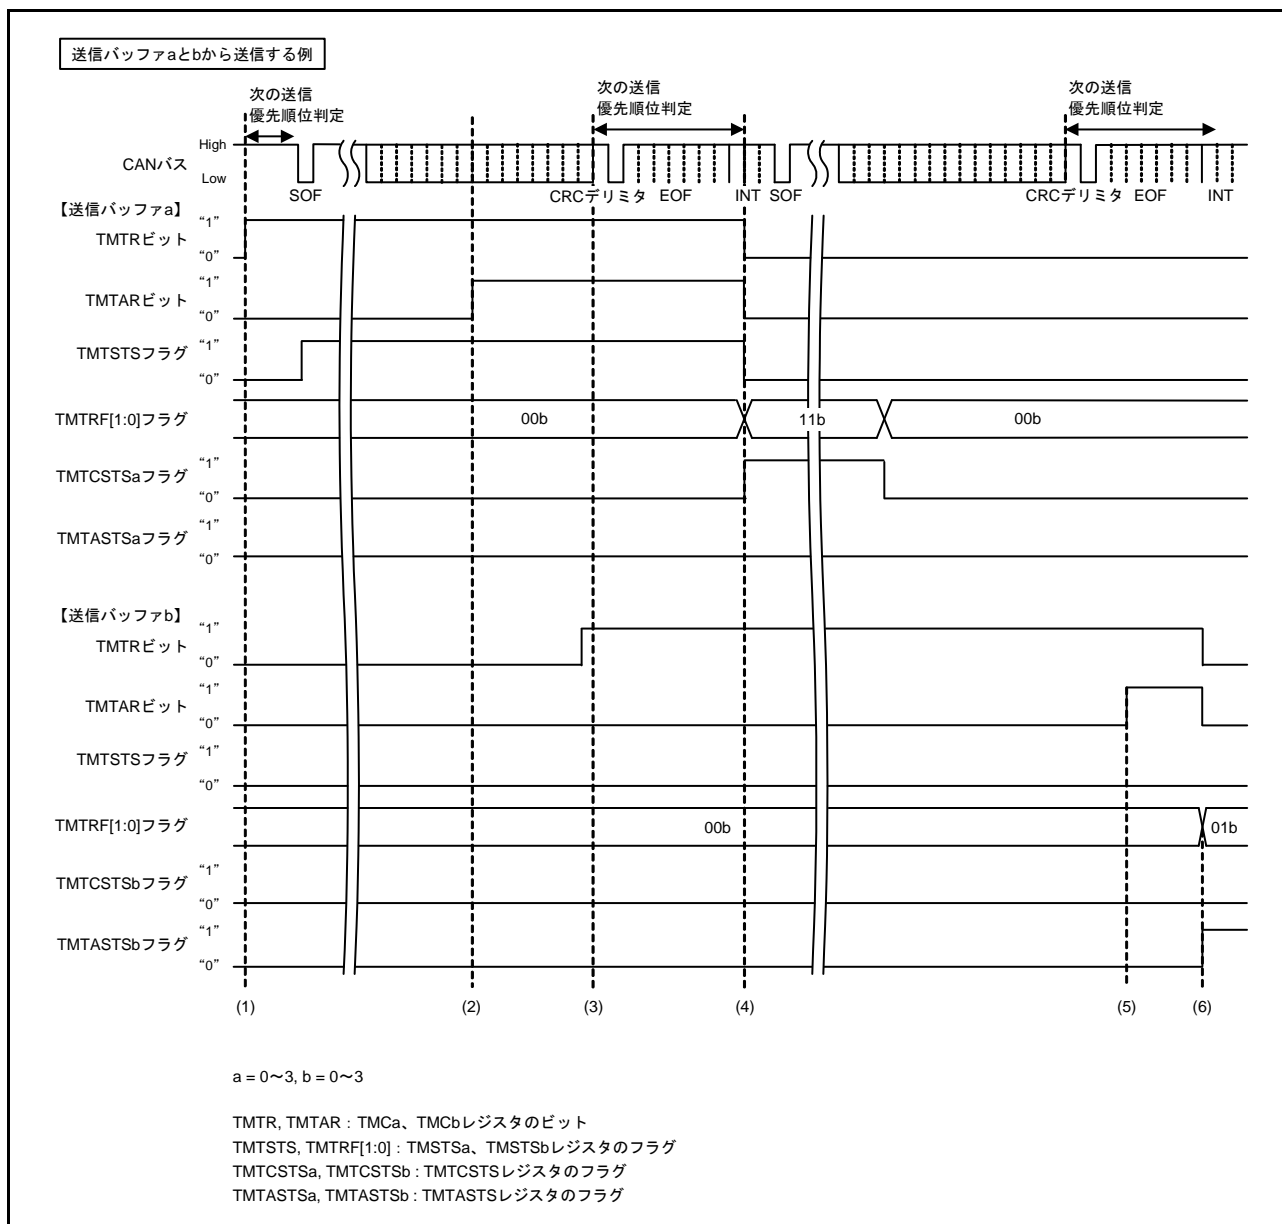 送信バッファaとbから送信する例
次の送信
優先順位判定
次の送信
優先順位判定
次の送信
優先順位判定
CANバス
High
Low
SOF
CRCデリミタ
EOF
INT
SOF
CRCデリミタ
EOF
INT
【送信バッファa】
TMTRビット
“1”
“0”
TMTARビット
“1”
“0”
TMTSTSフラグ
“1”
“0”
TMTRF[1:0]フラグ
00b
11b
00b
TMTCSTSaフラグ
“1”
“0”
TMTASTSaフラグ
“1”
“0”
【送信バッファb】
TMTRビット
“1”
“0”
TMTARビット
“1”
“0”
TMTSTSフラグ
“1”
“0”
TMTRF[1:0]フラグ
00b
01b
TMTCSTSbフラグ
“1”
“0”
TMTASTSbフラグ
“1”
“0”
(1)
(2)
(3)
(4)
(5)
(6)
a = 0～3, b = 0～3
TMTR, TMTAR : TMCa、TMCbレジスタのビット
TMTSTS, TMTRF[1:0] : TMSTSa、TMSTSbレジスタのフラグ
TMTCSTSa, TMTCSTSb : TMTCSTSレジスタのフラグ
TMTASTSa, TMTASTSb : TMTASTSレジスタのフラグ